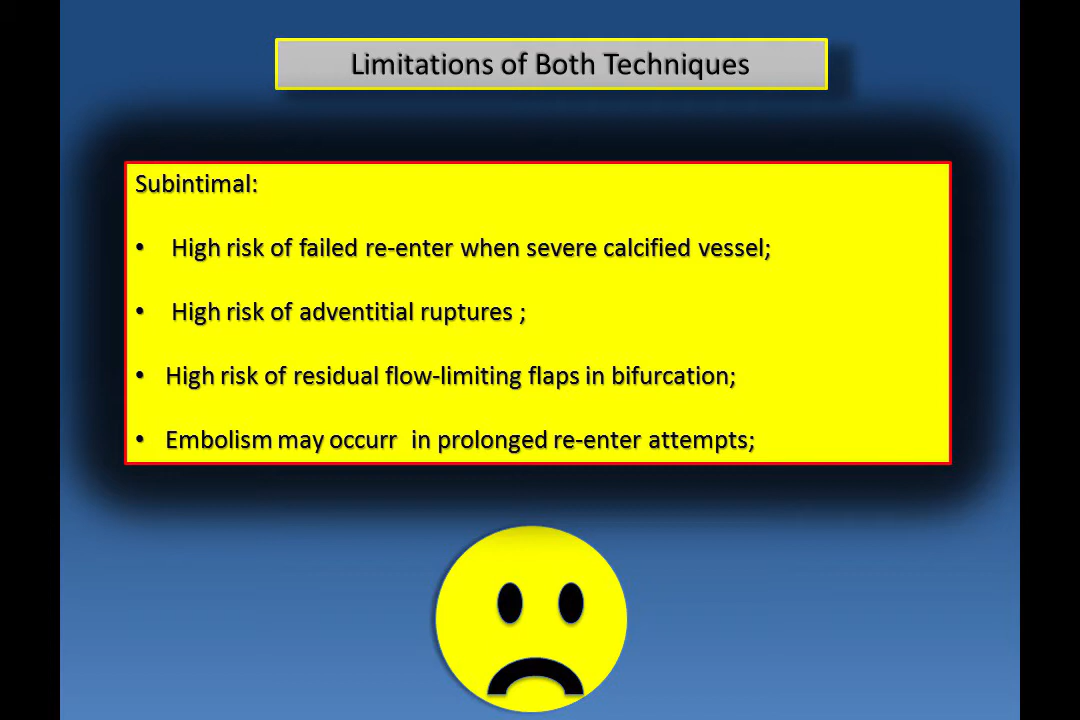 Limitations of Both Techniques
Subintimal:
• High risk of failed re-enter when severe calcified vessel;
• High risk of adventitial ruptures ;
• High risk of residual flow-limiting flaps in bifurcation;
• Embolism may occurr in prolonged re-enter attempts;